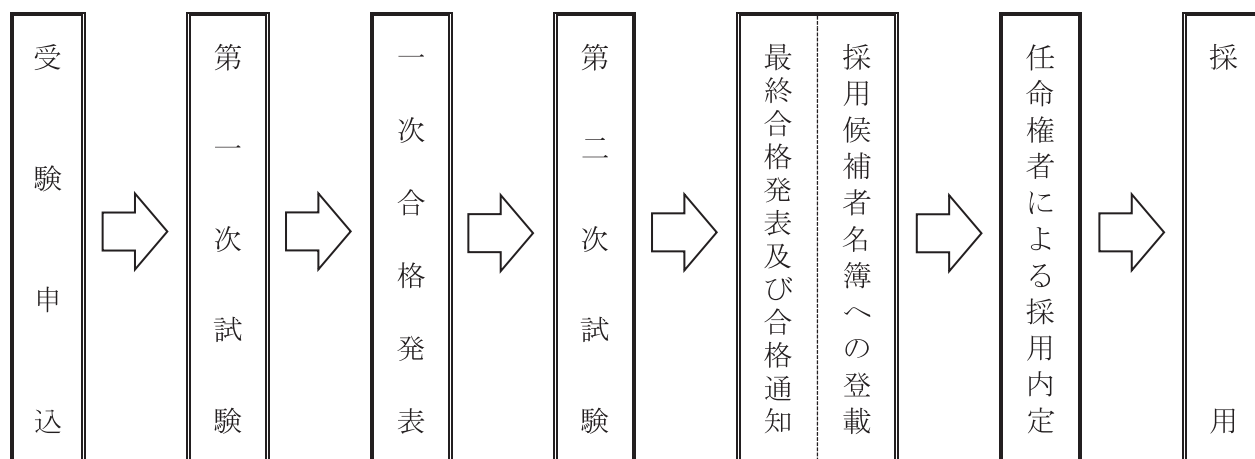 受験申込
第一次試験
一次合格発表
第二次試験
最終合格発表及び合格通知
採用候補者名簿への登載
任命権者による採用内定
採用